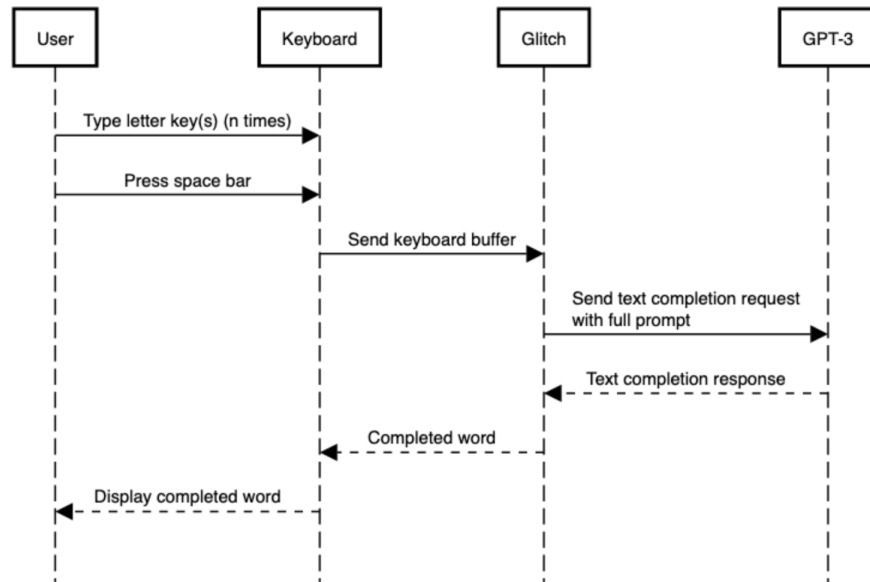 User
Keyboard
Glitch
GPT-3
Type letter key(s) (n times)
Press space bar
Send keyboard buffer
Send text completion request
with full prompt
Text completion response
Completed word
Display completed word